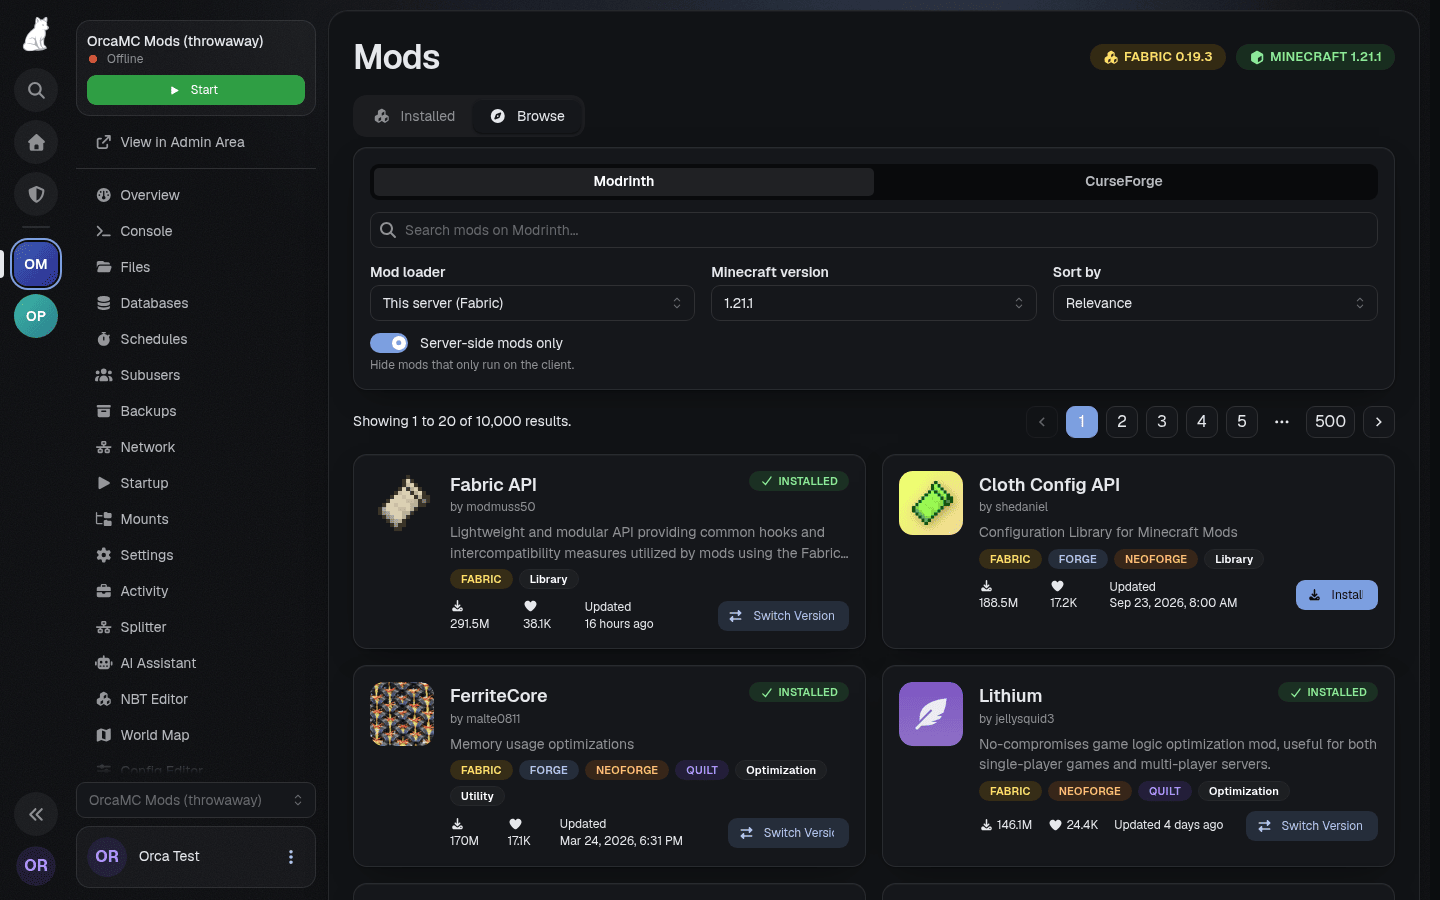 OrcaMC Mods (throwaway)
Offline
Start
View in Admin Area
Overview
Console
Files
Databases
Schedules
Subusers
Backups
Network
Startup
Mounts
Settings
Activity
Splitter
AI Assistant
NBT Editor
World Map
Config Editor
OrcaMC Mods (throwaway)
OR
Orca Test
OM
OP
OR
Mods
FABRIC 0.19.3
MINECRAFT 1.21.1
Installed
Browse
Modrinth
CurseForge
Search mods on Modrinth...
Mod loader
Minecraft version
Sort by
This server (Fabric)
1.21.1
Relevance
Server-side mods only
Hide mods that only run on the client.
Showing 1 to 20 of 10,000 results.
1 2 3 4 5 ... 500
Fabric API
INSTALLED
by modmuss50
Lightweight and modular API providing common hooks and
intercompatibility measures utilized by mods using the Fabric...
FABRIC Library
291.5M
38.1K
Updated
16 hours ago
Switch Version
Cloth Config API
by shedaniel
Configuration Library for Minecraft Mods
FABRIC FORGE NEOFORGE Library
188.5M
17.2K
Updated
Sep 23, 2026, 8:00 AM
Install
FerriteCore
INSTALLED
by malte0811
Memory usage optimizations
FABRIC FORGE NEOFORGE QUILT Optimization
Utility
170M
17.1K
Updated
Mar 24, 2026, 6:31 PM
Switch Versic
Lithium
INSTALLED
by jellysquid3
No-compromises game logic optimization mod, useful for both
single-player games and multi-player servers.
FABRIC NEOFORGE QUILT Optimization
146.1M 24.4K Updated 4 days ago
Switch Version